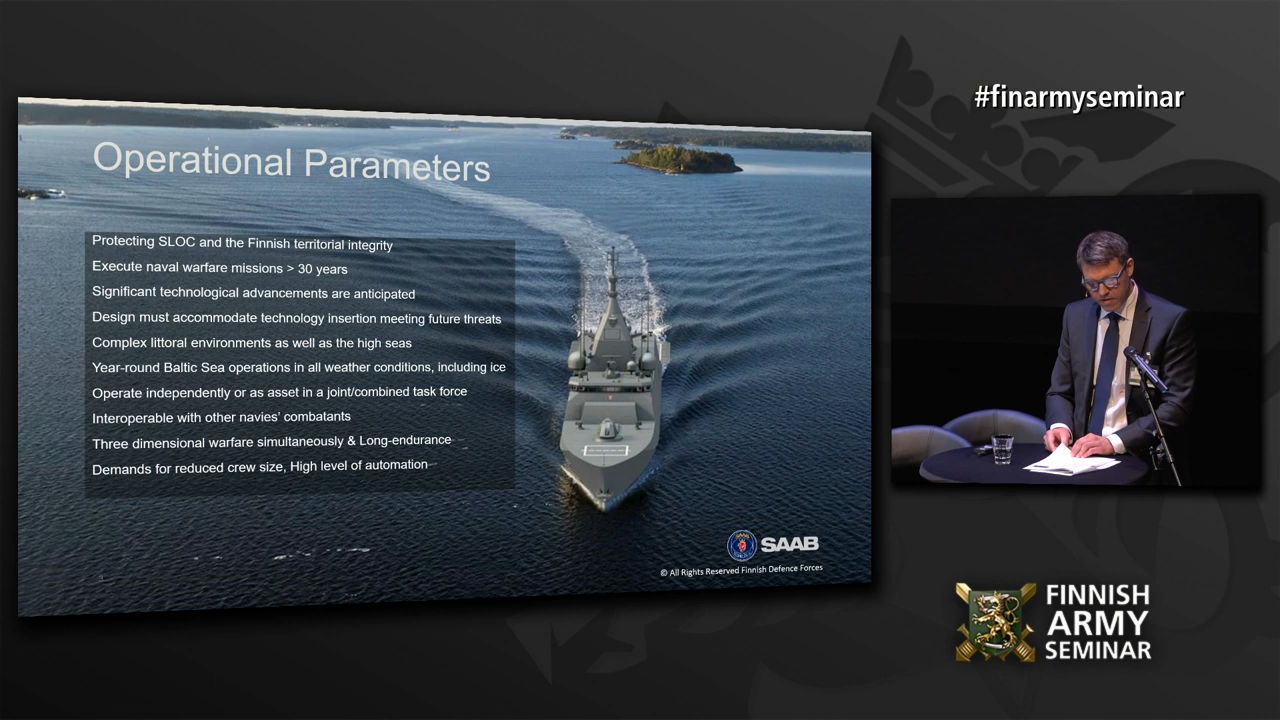 #finarmyseminar
Operational Parameters
Protecting SLOC and the Finnish territorial integrity
Execute naval warfare missions > 30 years
Significant technological advancements are anticipated
Design must accommodate technology insertion meeting future threats
Complex littoral environments as well as the high seas
Year-round Baltic Sea operations in all weather conditions, including ice
Operate independently or as asset in a joint/combined task force
Interoperable with other navies' combatants
Three dimensional warfare simultaneously & Long-endurance
Demands for reduced crew size, High level of automation
SAAB
© All Rights Reserved Finnish Defence Forces
FINNISH
ARMY
SEMINAR